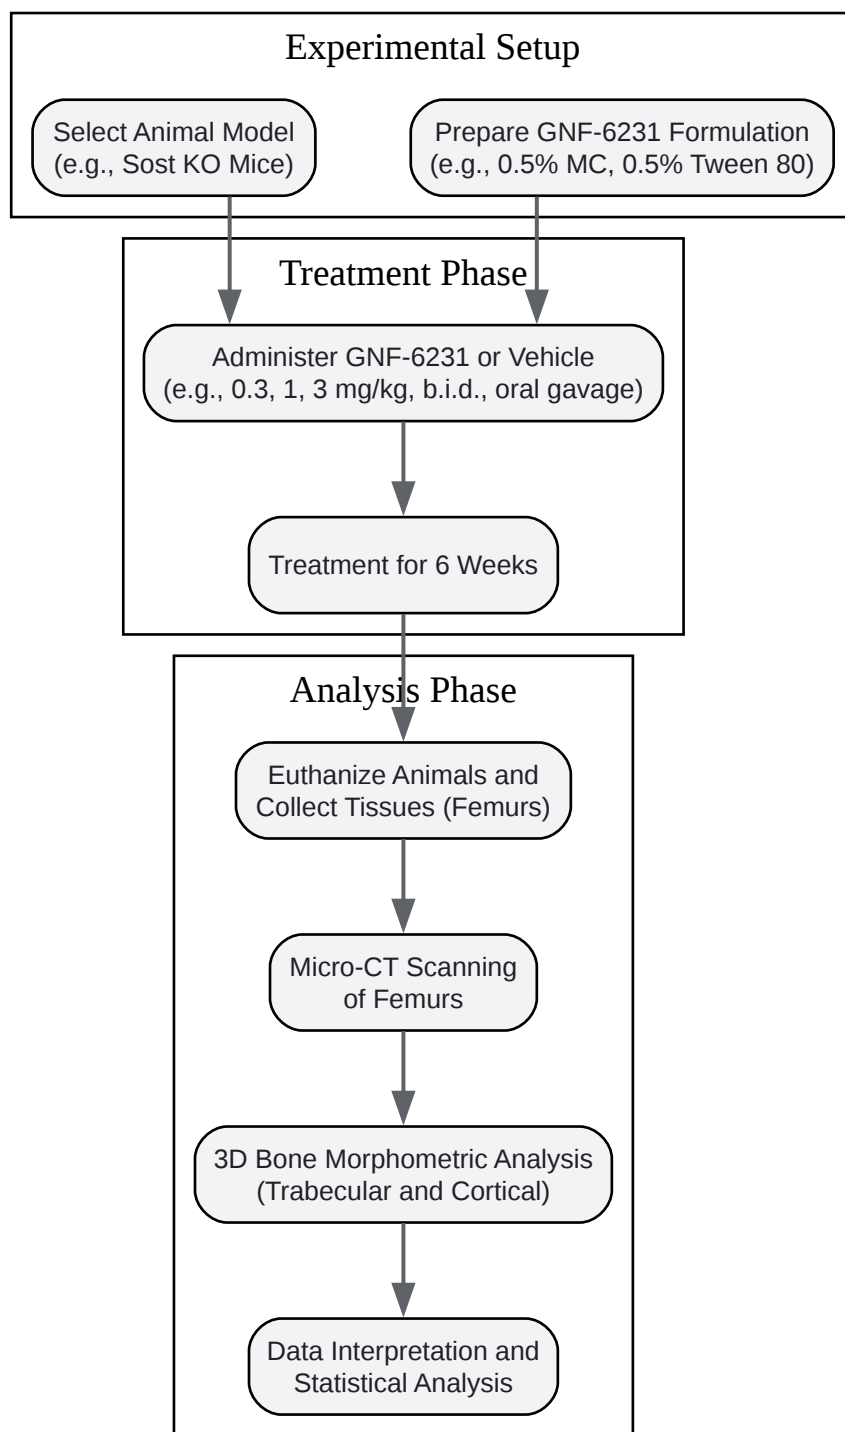 Experimental Setup
Select Animal Model
(e.g., Sost KO Mice)
Prepare GNF-6231 Formulation
(e.g., 0.5% MC, 0.5% Tween 80)
Treatment Phase
Administer GNF-6231 or Vehicle
(e.g., 0.3, 1, 3 mg/kg, b.i.d., oral gavage)
Treatment for 6 Weeks
Analysis Phase
Euthanize Animals and
Collect Tissues (Femurs)
Micro-CT Scanning
of Femurs
3D Bone Morphometric Analysis
(Trabecular and Cortical)
Data Interpretation and
Statistical Analysis